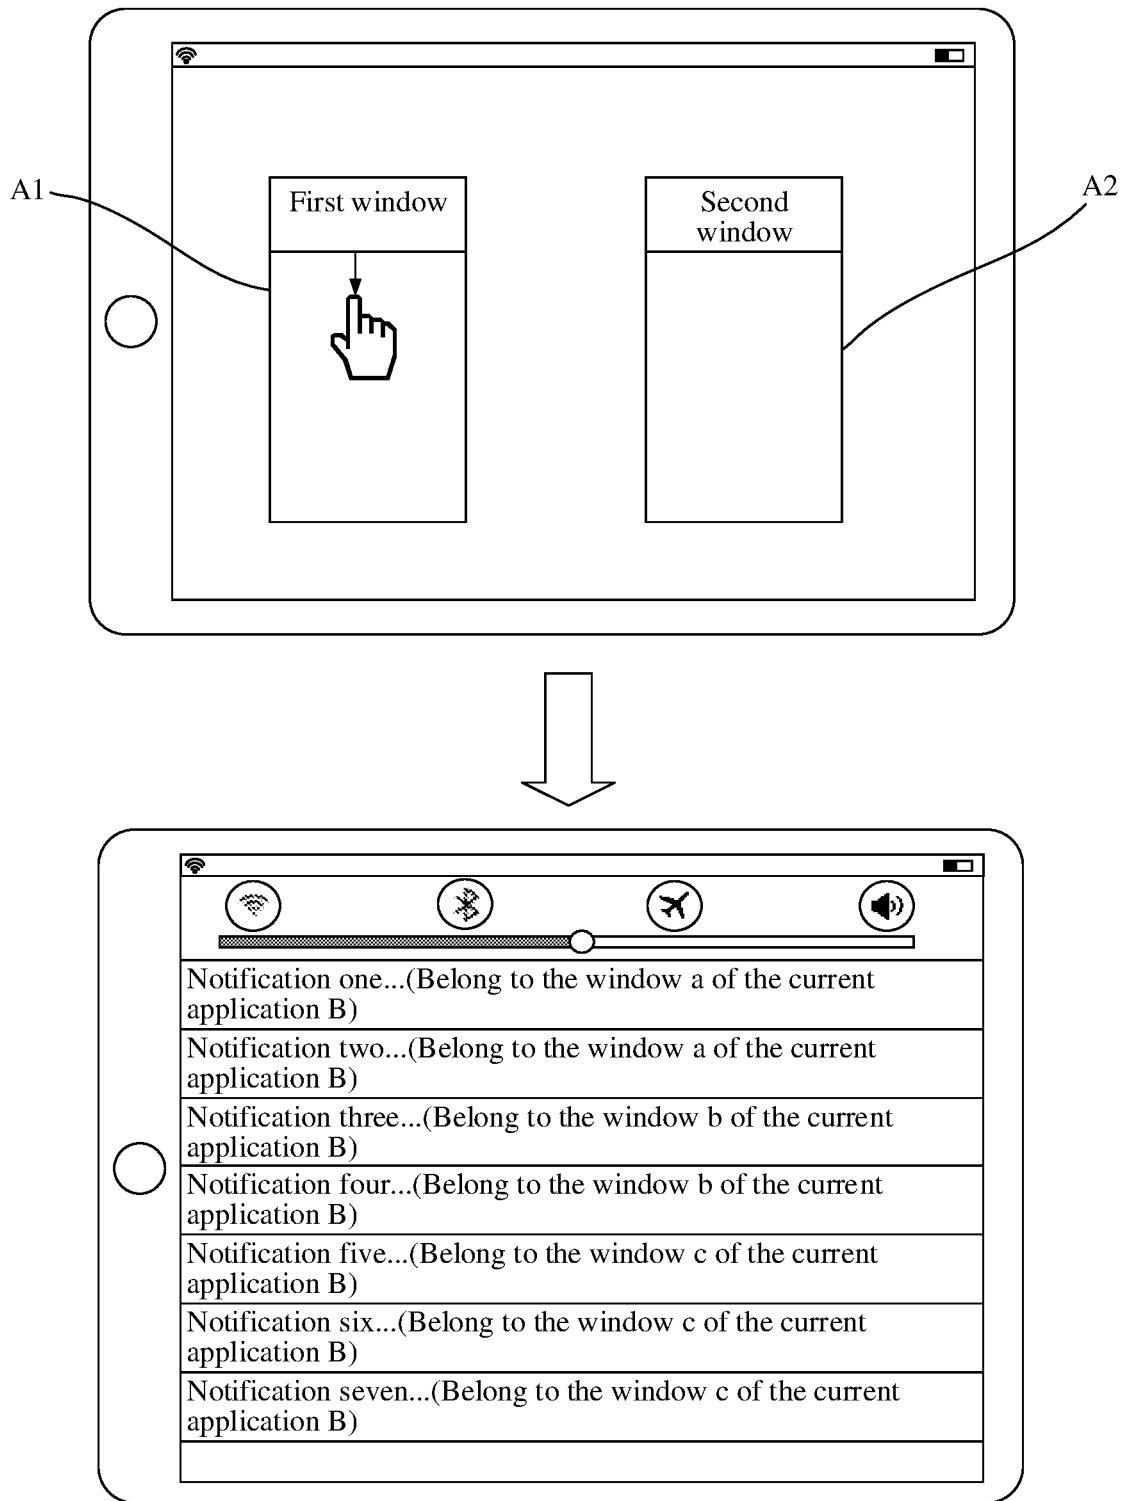 A1
First window
Second
window
A2
Notification one...(Belong to the window a of the current
application B)
Notification two...(Belong to the window a of the current
application B)
Notification three...(Belong to the window b of the current
application B)
Notification four...(Belong to the window b of the current
application B)
Notification five...(Belong to the window c of the current
application B)
Notification six...(Belong to the window c of the current
application B)
Notification seven...(Belong to the window c of the current
application B)